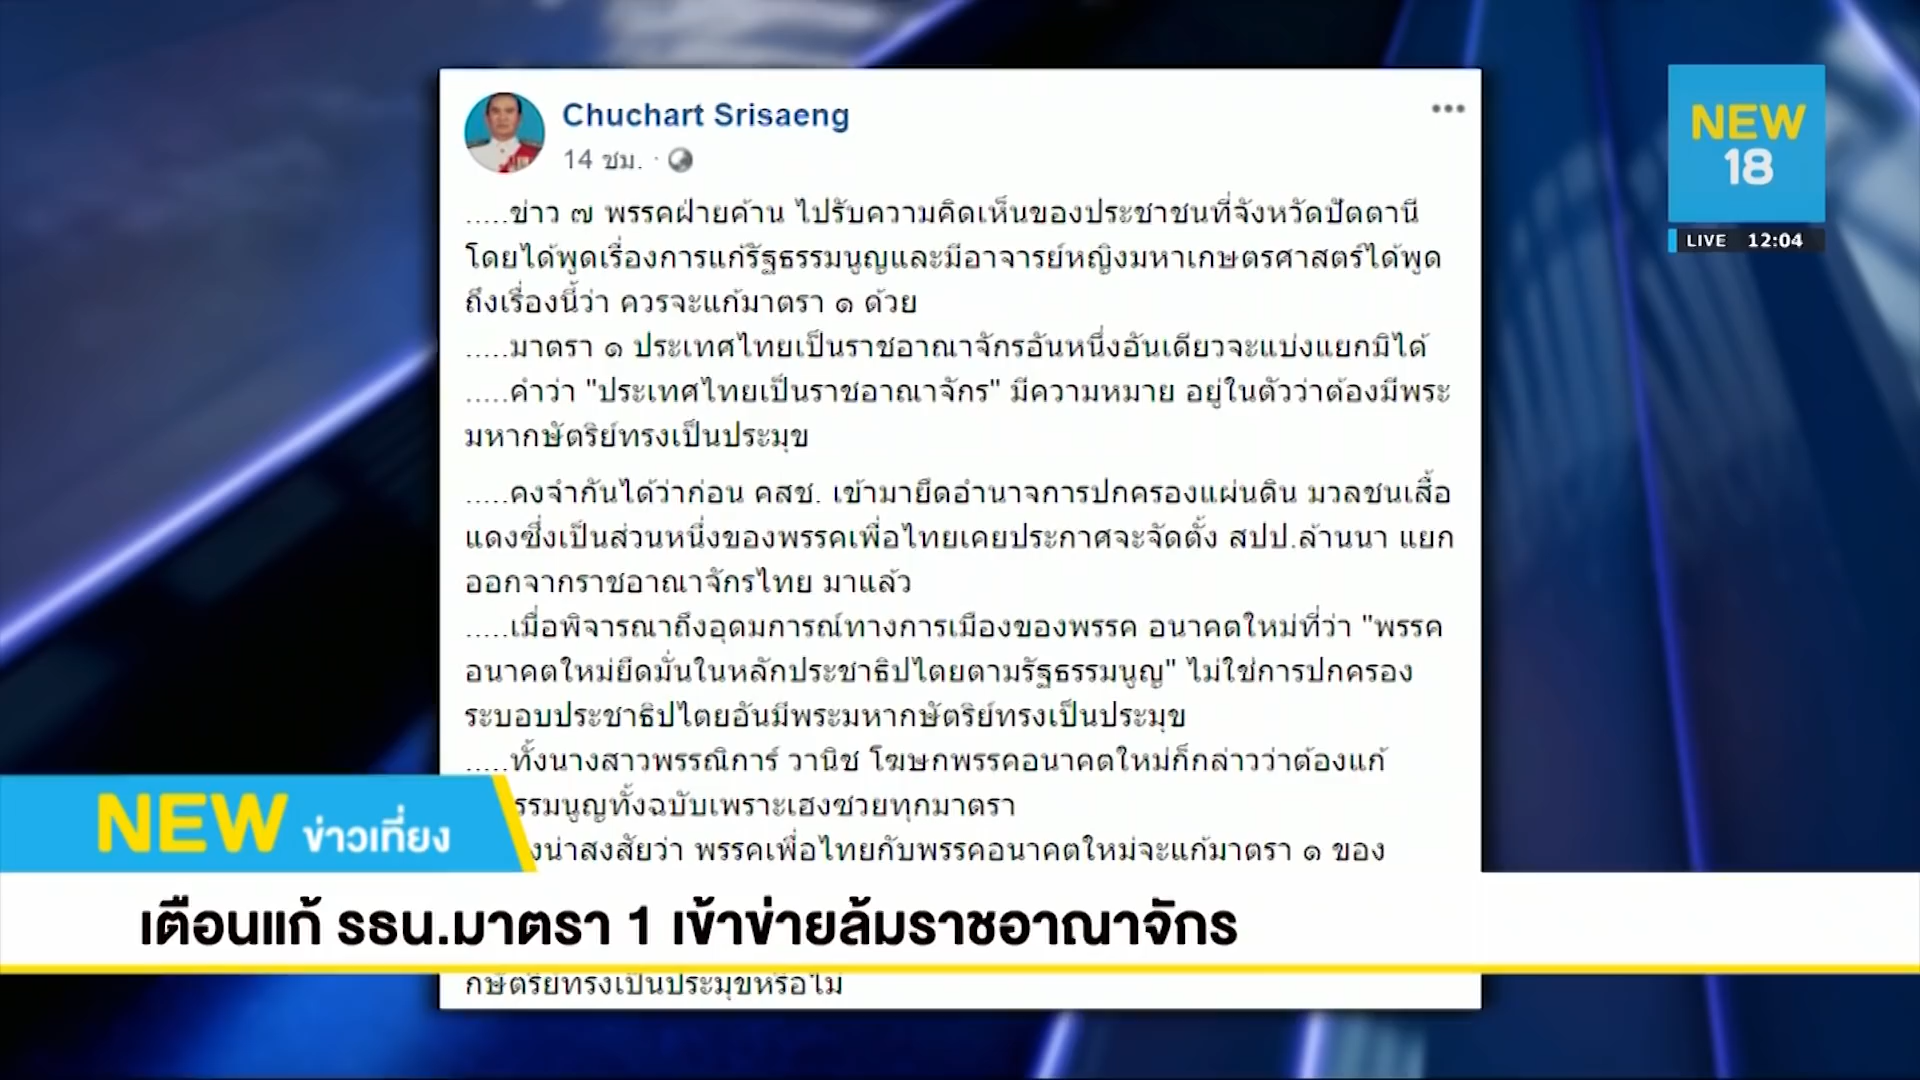 Chuchart Srisaeng
14 ชม.
NEW
18
LIVE 12:04
.....ข่าว ๗ พรรคฝ่ายค้าน ไปรับความคิดเห็นของประชาชนที่จังหวัดปัตตานี
โดยได้พูดเรื่องการแก้รัฐธรรมนูญและมีอาจารย์หญิงมหาเกษตรศาสตร์ได้พูด
ถึงเรื่องนี้ว่า ควรจะแก้มาตรา ๑ ด้วย
.....มาตรา ๑ ประเทศไทยเป็นราชอาณาจักรอันหนึ่งอันเดียวจะแบ่งแยกมิได้
.....คำว่า "ประเทศไทยเป็นราชอาณาจักร" มีความหมาย อยู่ในตัวว่าต้องมีพระ
มหากษัตริย์ทรงเป็นประมุข
.....คงจำกันได้ว่าก่อน คสช. เข้ามายึดอำนาจการปกครองแผ่นดิน มวลชนเสื้อ
แดงซึ่งเป็นส่วนหนึ่งของพรรคเพื่อไทยเคยประกาศจะจัดตั้ง สปป.ล้านนา แยก
ออกจากราชอาณาจักรไทย มาแล้ว
.....เมื่อพิจารณาถึงอุดมการณ์ทางการเมืองของพรรค อนาคตใหม่ที่ว่า "พรรค
อนาคตใหม่ยึดมั่นในหลักประชาธิปไตยตามรัฐธรรมนูญ" ไม่ใช่การปกครอง
ระบอบประชาธิปไตยอันมีพระมหากษัตริย์ทรงเป็นประมุข
.....ทั้งนางสาวพรรณิการ์ วานิช โฆษกพรรคอนาคตใหม่ก็กล่าวว่าต้องแก้
รรมนูญทั้งฉบับเพราะเฮงซวยทุกมาตรา
น่าสงสัยว่า พรรคเพื่อไทยกับพรรคอนาคตใหม่จะแก้มาตรา ๑ ของ
NEW ข่าวเที่ยง
เตือนแก้ รธน.มาตรา 1 เข้าข่ายล้มราชอาณาจักร
กษัตริย์ทรงเป็นประมุขหรือไม่